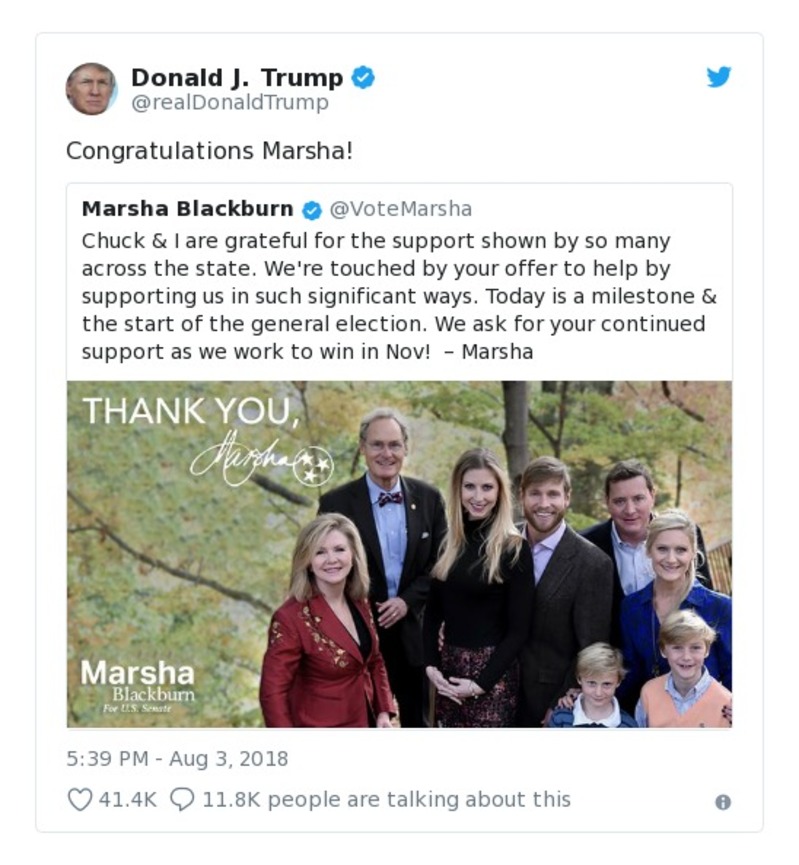 Donald J. Trump
@realDonaldTrump
Congratulations Marsha!
Marsha Blackburn @VoteMarsha
Chuck & I are grateful for the support shown by so many
across the state. We're touched by your offer to help by
supporting us in such significant ways. Today is a milestone &
the start of the general election. We ask for your continued
support as we work to win in Nov!  – Marsha
THANK YOU,
Marsha
Marsha
Blackburn
For U.S. Senate
5:39 PM - Aug 3, 2018
41.4K 11.8K people are talking about this